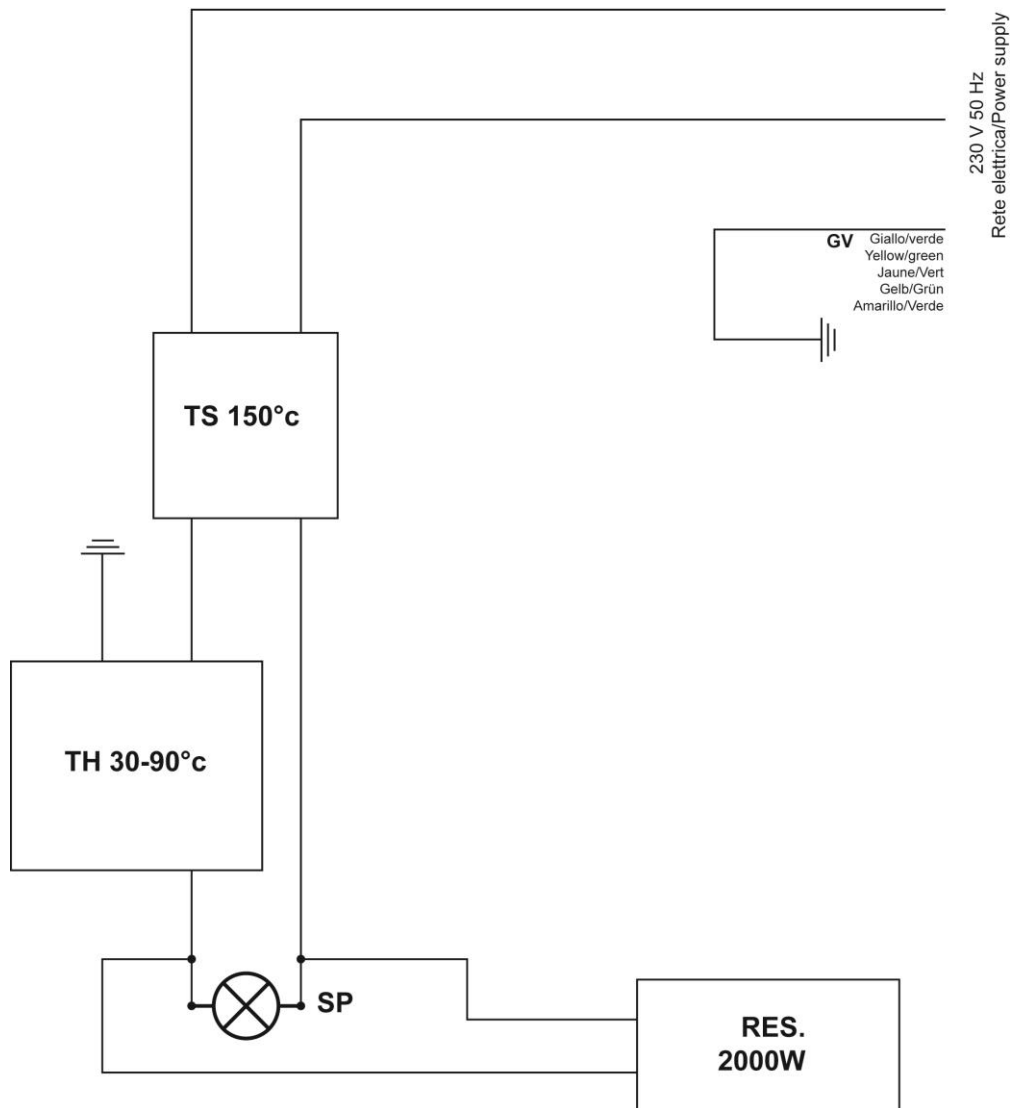 230 V 50 Hz
Rete elettrica/Power supply
GV Giallo/verde
Yellow/green
Jaune/Vert
Gelb/Grün
Amarillo/Verde
TS 150°c
TH 30-90°c
SP
RES.
2000W